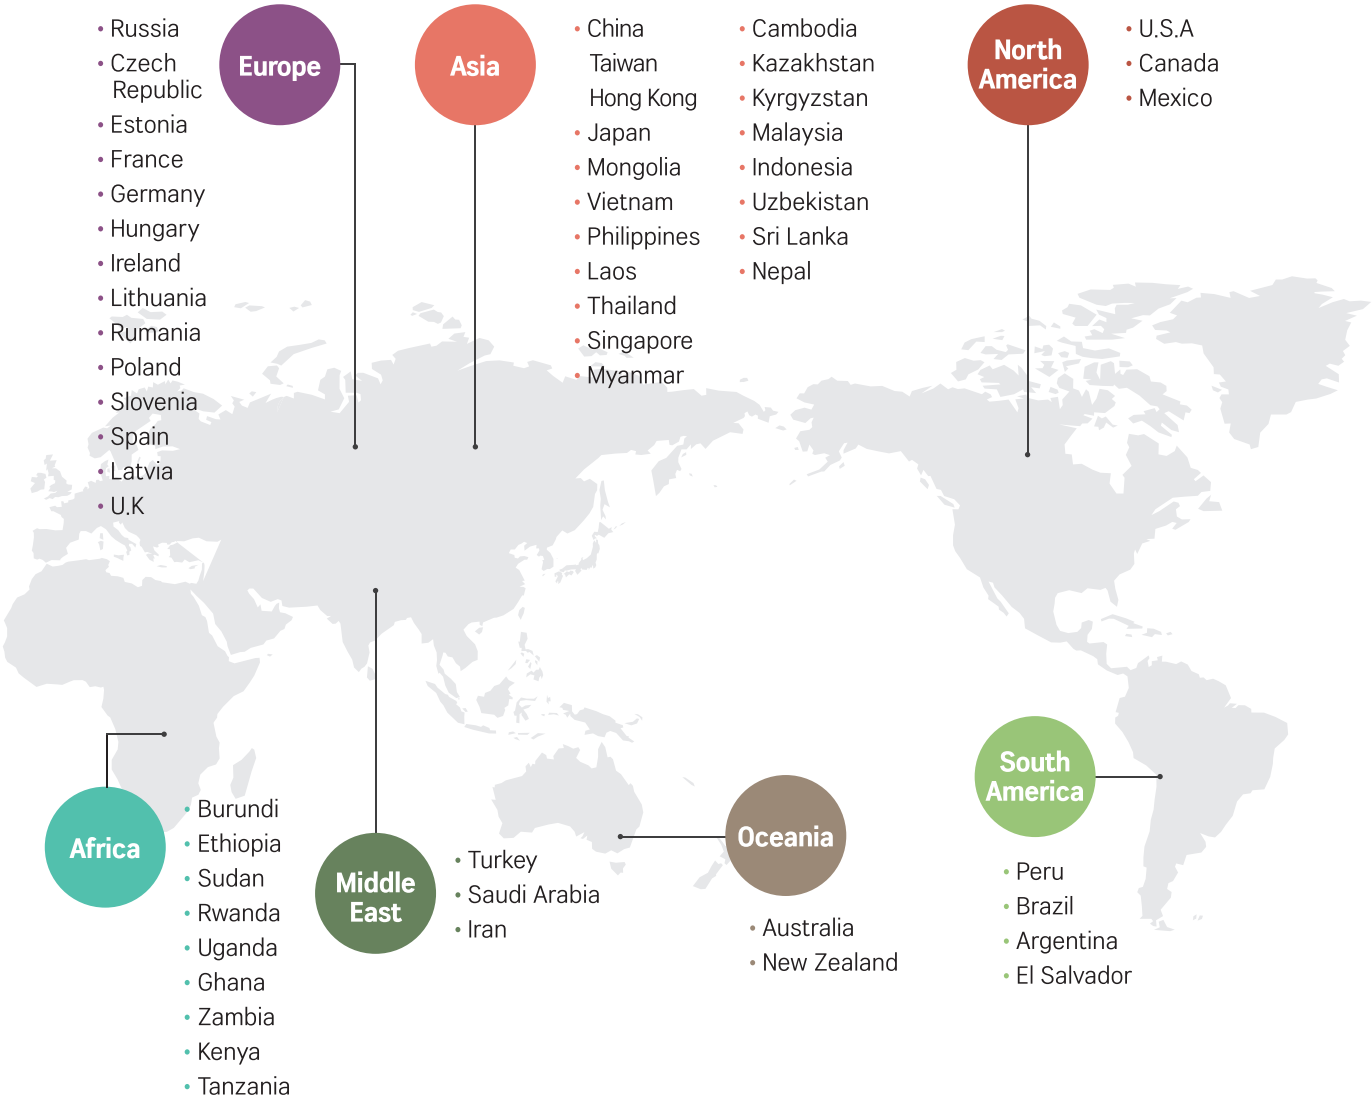 Europe
• Russia
• Czech
Republic
• Estonia
• France
• Germany
• Hungary
• Ireland
• Lithuania
• Rumania
• Poland
• Slovenia
• Spain
• Latvia
• U.K
Asia
• China
Taiwan
Hong Kong
• Japan
• Mongolia
• Vietnam
• Philippines
• Laos
• Thailand
• Singapore
• Myanmar
• Cambodia
• Kazakhstan
• Kyrgyzstan
• Malaysia
• Indonesia
• Uzbekistan
• Sri Lanka
• Nepal
North
America
• U.S.A
• Canada
• Mexico
Africa
• Burundi
• Ethiopia
• Sudan
• Rwanda
• Uganda
• Ghana
• Zambia
• Kenya
• Tanzania
Middle
East
• Turkey
• Saudi Arabia
• Iran
Oceania
• Australia
• New Zealand
South
America
• Peru
• Brazil
• Argentina
• El Salvador